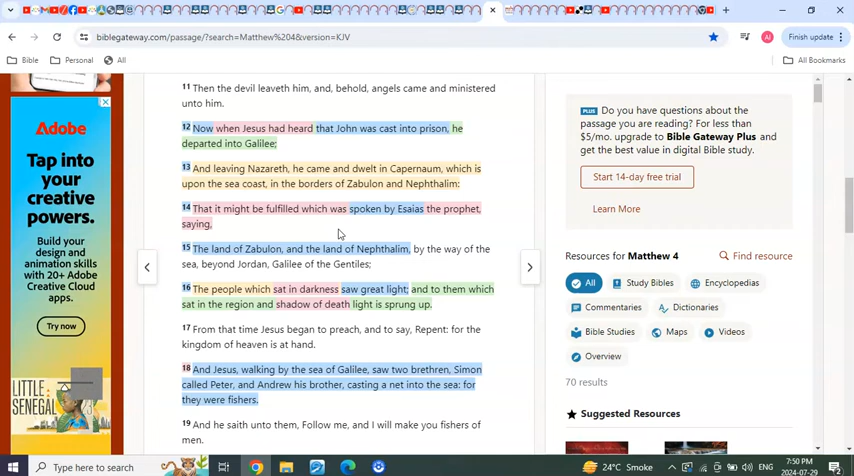 biblegateway.com/passage/?search=Matthew%204&version=KJV
AI
Finish update
Bible
Personal
All
All Bookmarks
11 Then the devil leaveth him, and, behold, angels came and ministered
unto him.
12 Now when Jesus had heard that John was cast into prison, he
departed into Galilee;
13 And leaving Nazareth, he came and dwelt in Capernaum, which is
upon the sea coast, in the borders of Zabulon and Nephthalim:
14 That it might be fulfilled which was spoken by Esaias the prophet,
saying,
15 The land of Zabulon, and the land of Nephthalim, by the way of the
sea, beyond Jordan, Galilee of the Gentiles;
16 The people which sat in darkness saw great light; and to them which
sat in the region and shadow of death light is sprung up.
17 From that time Jesus began to preach, and to say, Repent: for the
kingdom of heaven is at hand.
18 And Jesus, walking by the sea of Galilee, saw two brethren, Simon
called Peter, and Andrew his brother, casting a net into the sea: for
they were fishers.
19 And he saith unto them, Follow me, and I will make you fishers of
men.
Adobe
Tap into
your
creative
powers.
Build your
design and
animation skills
with 20+ Adobe
Creative Cloud
apps.
Try now
LITTLE
SENEGAL
PLUS Do you have questions about the
passage you are reading? For less than
$5/mo. upgrade to Bible Gateway Plus and
get the best value in digital Bible study.
Start 14-day free trial
Learn More
Resources for Matthew 4
Find resource
All
Study Bibles
Encyclopedias
Commentaries
Dictionaries
Bible Studies
Maps
Videos
Overview
70 results
Suggested Resources
Type here to search
24°C Smoke
ENG
7:50 PM
2024-07-29
2